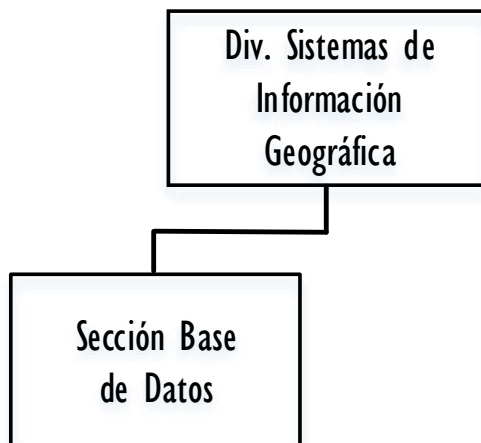 Div. Sistemas de
Información
Geográfica
Sección Base
de Datos